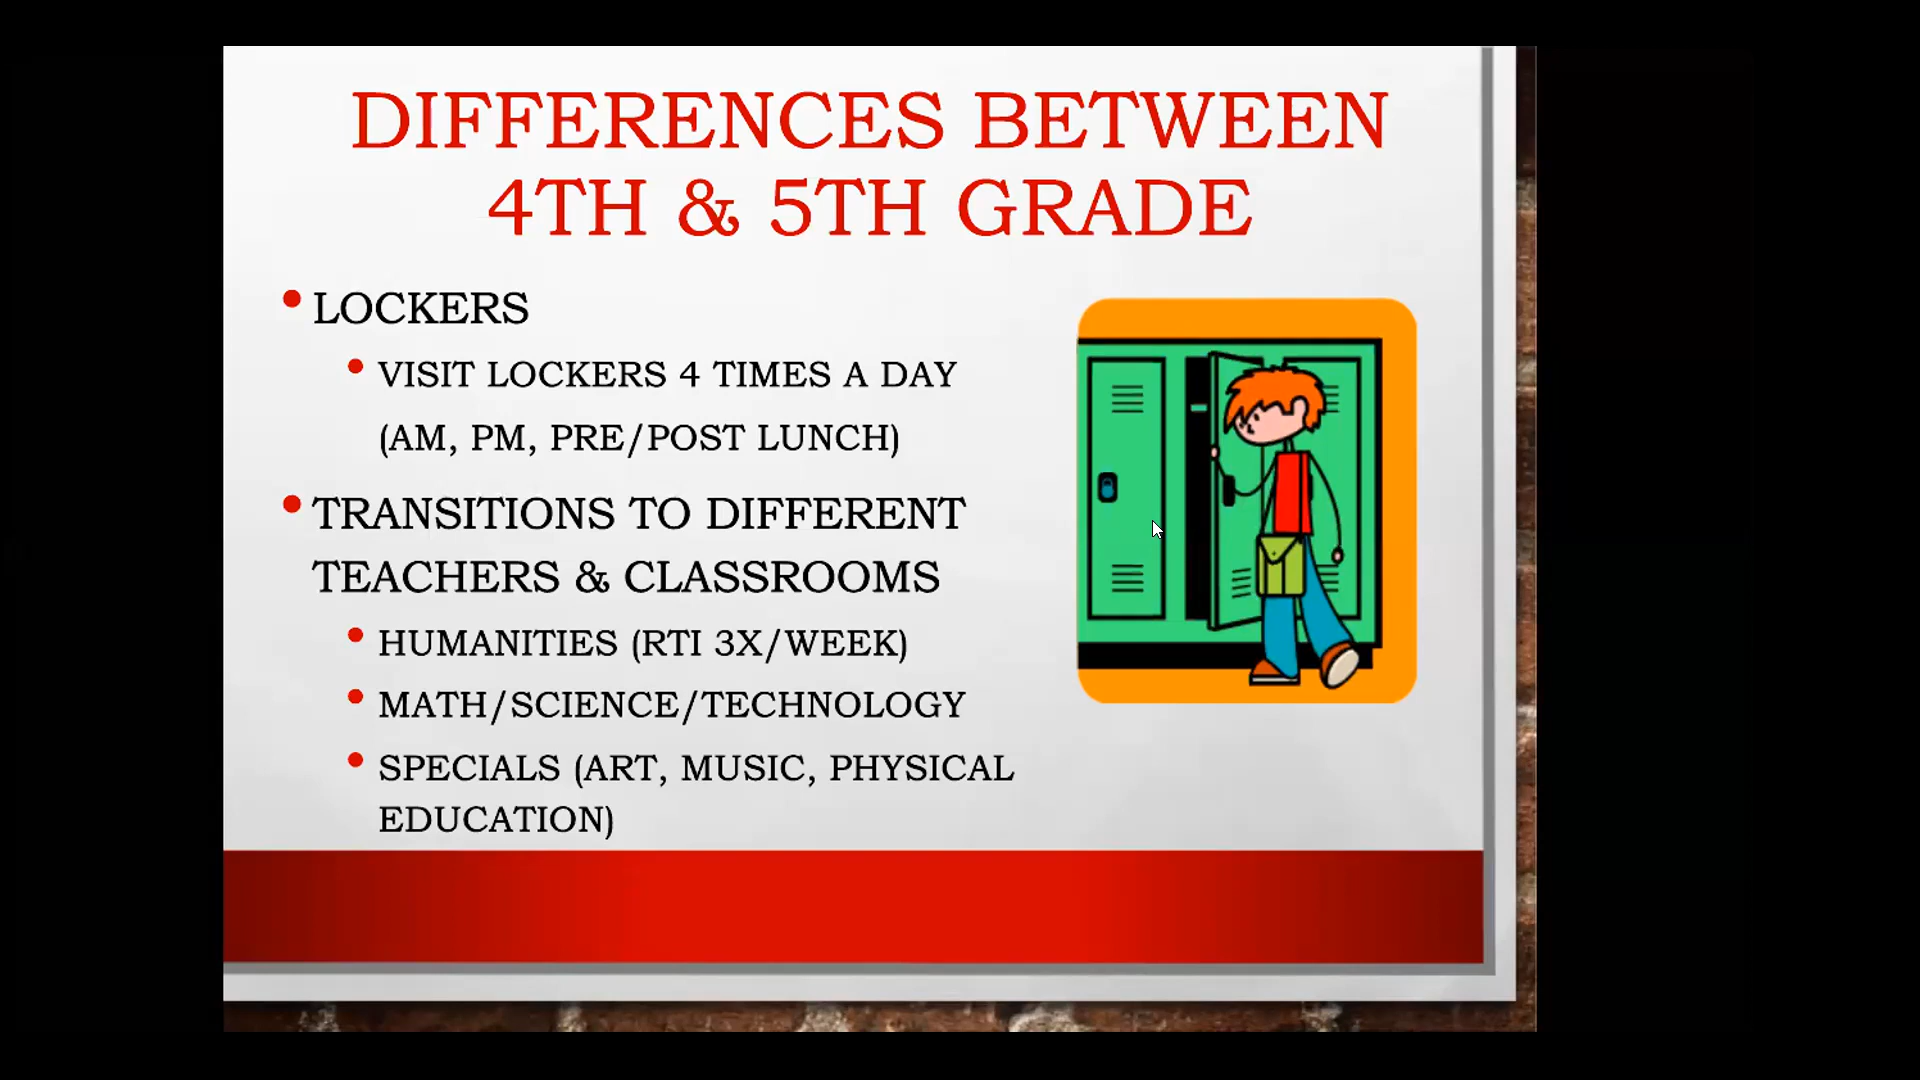 DIFFERENCES BETWEEN
4TH & 5TH GRADE
• LOCKERS
• VISIT LOCKERS 4 TIMES A DAY
(AM, PM, PRE/POST LUNCH)
• TRANSITIONS TO DIFFERENT
TEACHERS & CLASSROOMS
• HUMANITIES (RTI 3X/WEEK)
• MATH/SCIENCE/TECHNOLOGY
• SPECIALS (ART, MUSIC, PHYSICAL
EDUCATION)